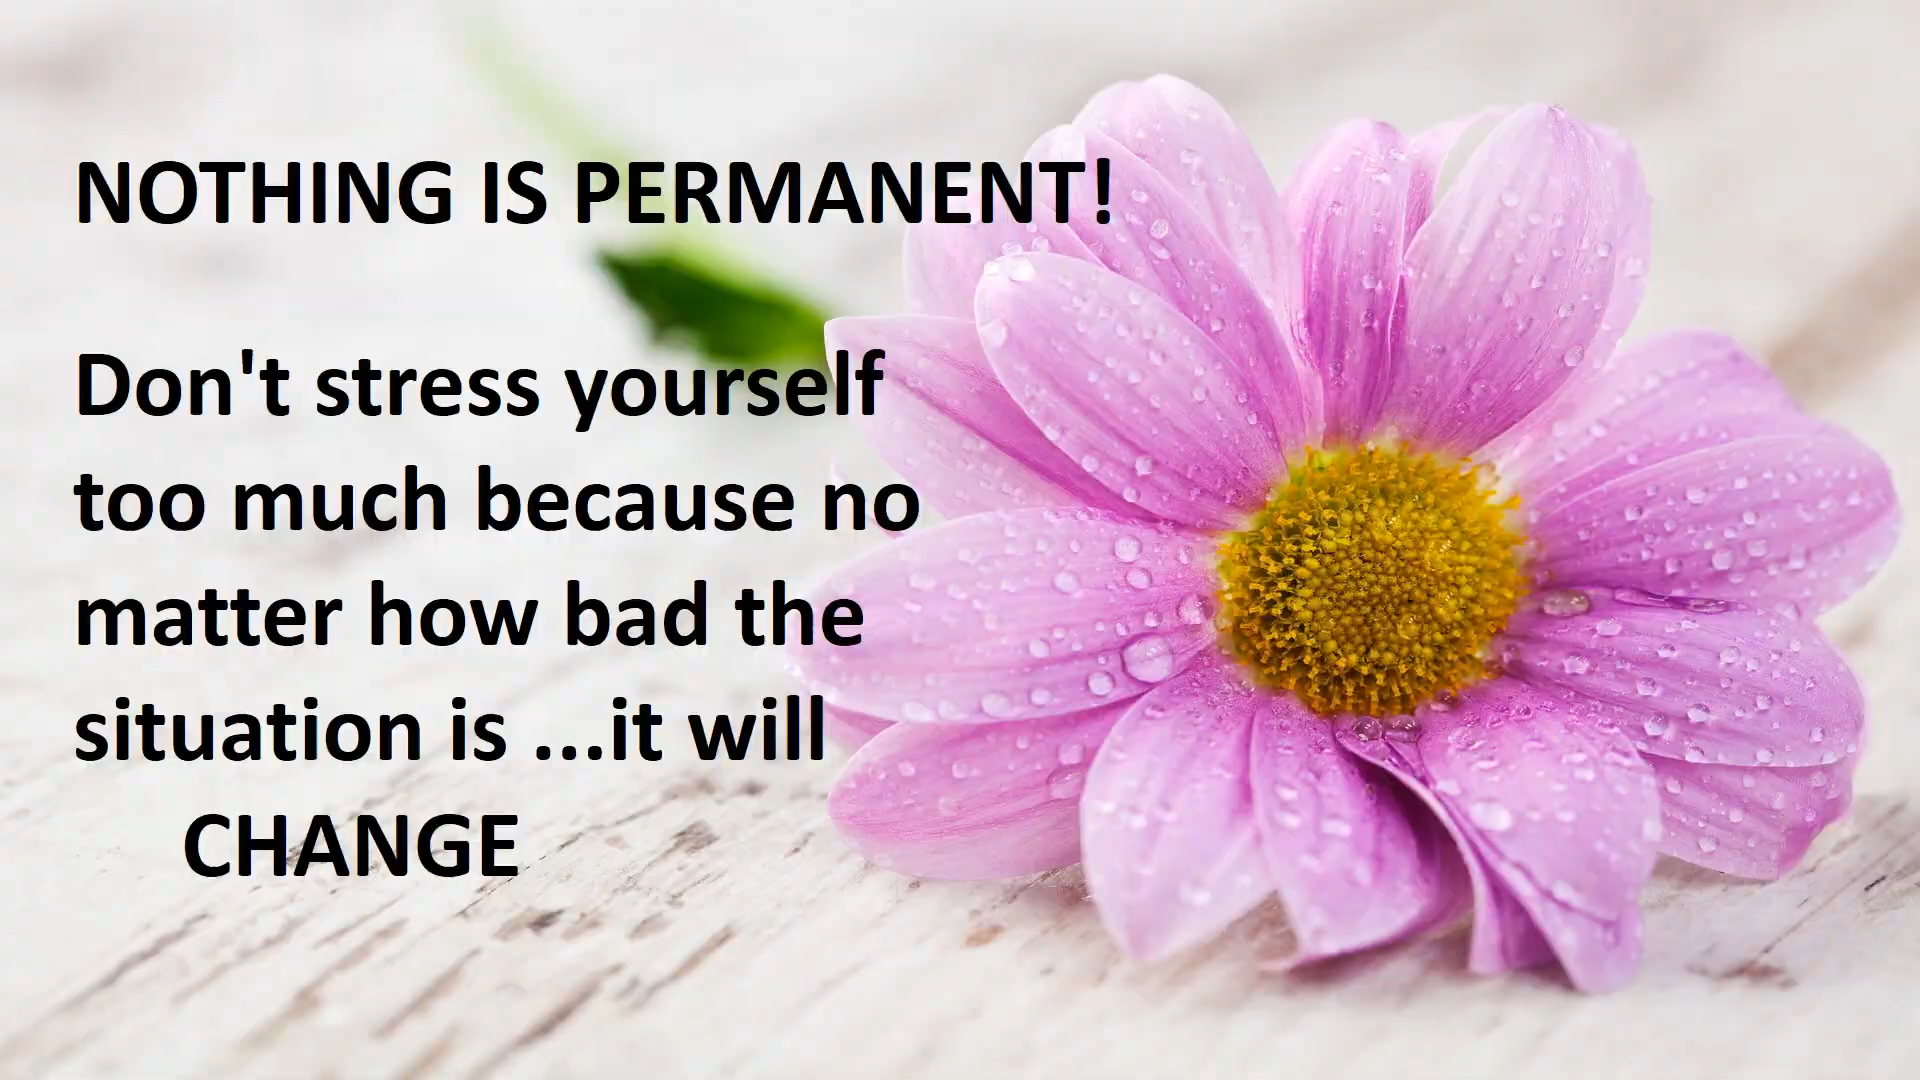 NOTHING IS PERMANENT!
Don't stress yourself
too much because no
matter how bad the
situation is ...it will
CHANGE